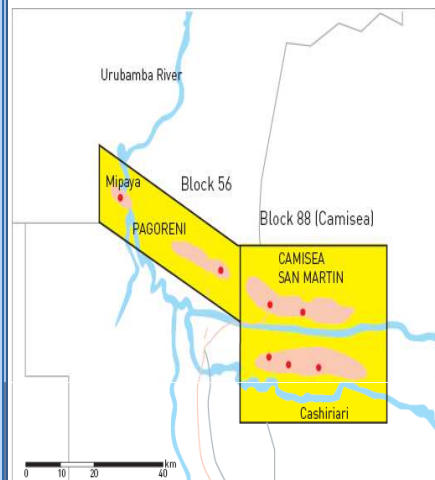 Urubamba River
Mipaya
Block 56
PAGORENI
Block 88 (Camisea)
CAMISEA
SAN MARTIN
Cashiriari
km
0 10 20 40